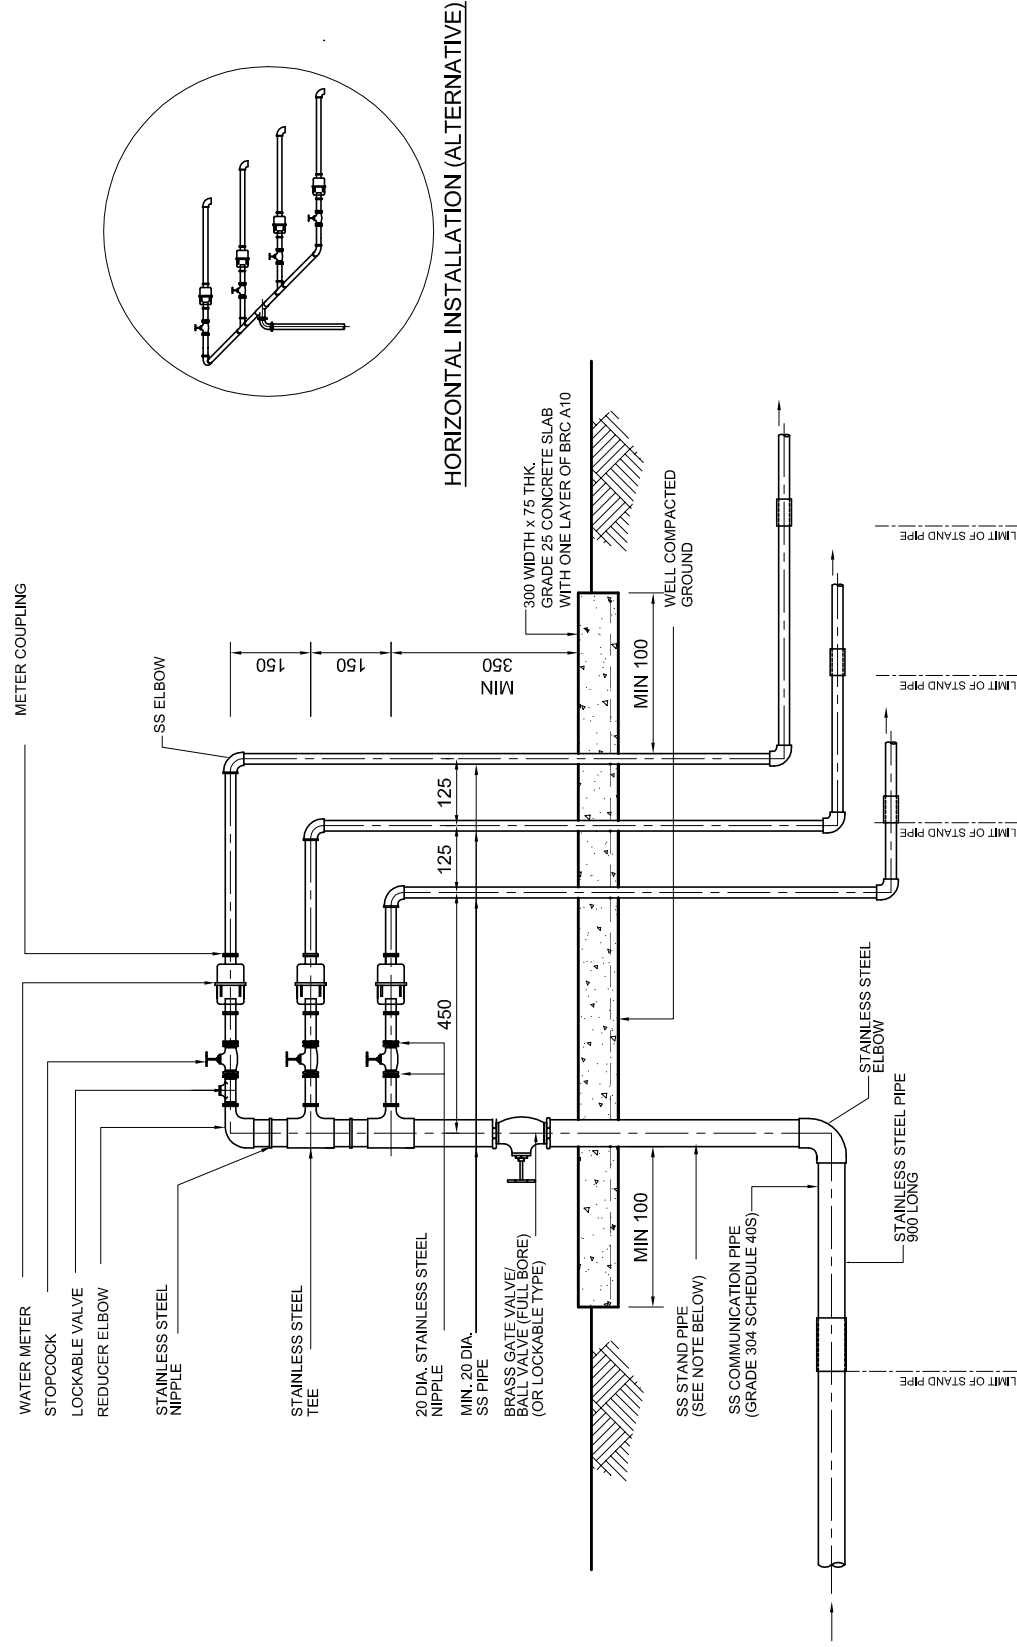 HORIZONTAL INSTALLATION (ALTERNATIVE)
METER COUPLING
SS ELBOW
WATER METER
STOPCOCK
LOCKABLE VALVE
REDUCER ELBOW
STAINLESS STEEL
NIPPLE
STAINLESS STEEL
TEE
20 DIA. STAINLESS STEEL
NIPPLE
MIN. 20 DIA.
SS PIPE
BRASS GATE VALVE/
BALL VALVE (FULL BORE)
(OR LOCKABLE TYPE)
150
150
350
MIN
450
125
125
300 WIDTH x 75 THK.
GRADE 25 CONCRETE SLAB
WITH ONE LAYER OF BRC A10
MIN 100
MIN 100
WELL COMPACTED
GROUND
SS STAND PIPE
(SEE NOTE BELOW)
SS COMMUNICATION PIPE
(GRADE 304 SCHEDULE 40S)
STAINLESS STEEL
ELBOW
STAINLESS STEEL PIPE
900 LONG
LIMIT OF STAND PIPE
LIMIT OF STAND PIPE
LIMIT OF STAND PIPE
LIMIT OF STAND PIPE